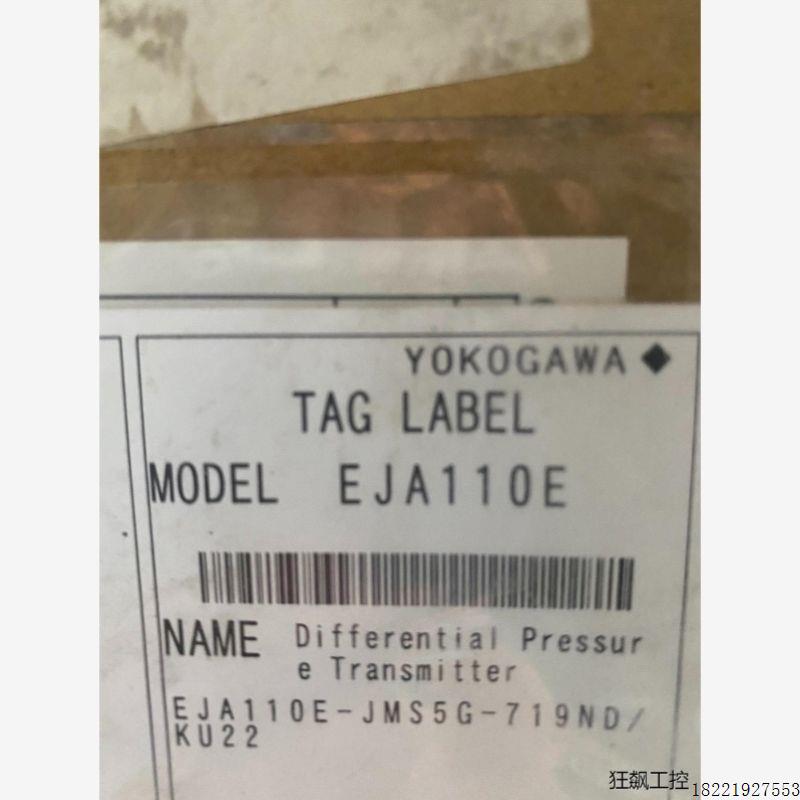 YOKOGAWA
TAG LABEL
MODEL EJA110E
NAME Differential Pressur
e Transmitter
EJA110E-JMS5G-719ND/
KU22
狂飙工控
18221927553